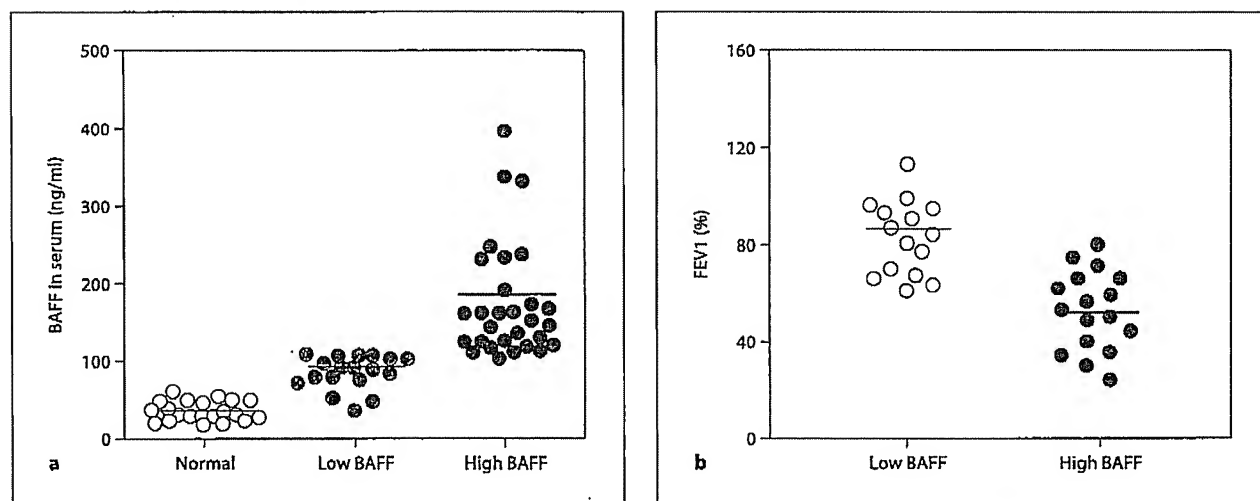 500
400
300
200
100
0
BAFF in serum (ng/ml)
Normal
Low BAFF
High BAFF
a
160
120
80
40
0
FEV1 (%)
Low BAFF
High BAFF
b